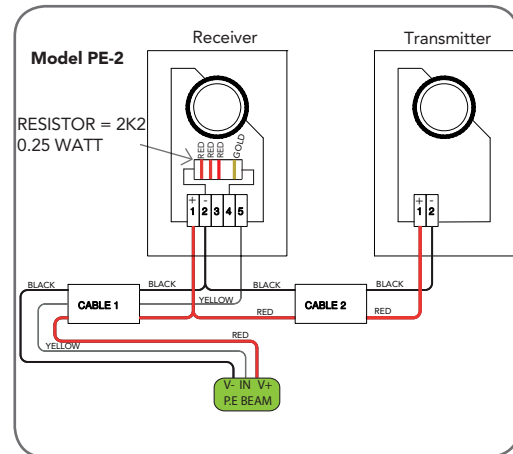 Receiver
Transmitter
Model PE-2
RESISTOR = 2K2
0.25 WATT
RED
RED
RED
GOLD
+ -
1 2 3 4 5
+ -
1 2
BLACK
BLACK
BLACK
BLACK
CABLE 1
YELLOW
CABLE 2
RED
RED
RED
YELLOW
V- IN V+
P.E BEAM